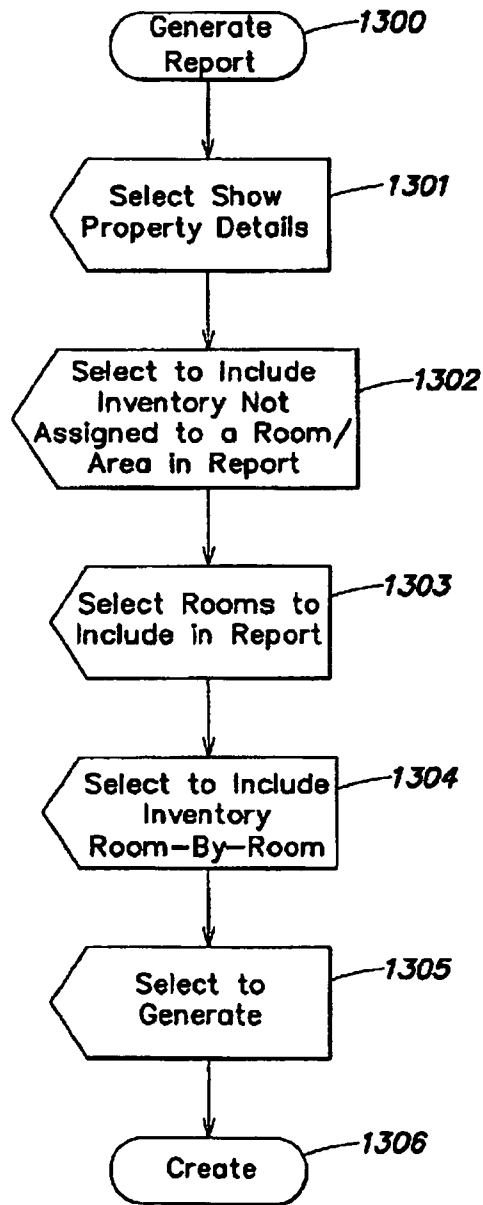 Generate
Report
1300
Select Show
Property Details
1301
Select to Include
Inventory Not
Assigned to a Room/
Area in Report
1302
Select Rooms to
Include in Report
1303
Select to Include
Inventory
Room-By-Room
1304
Select to
Generate
1305
Create
1306